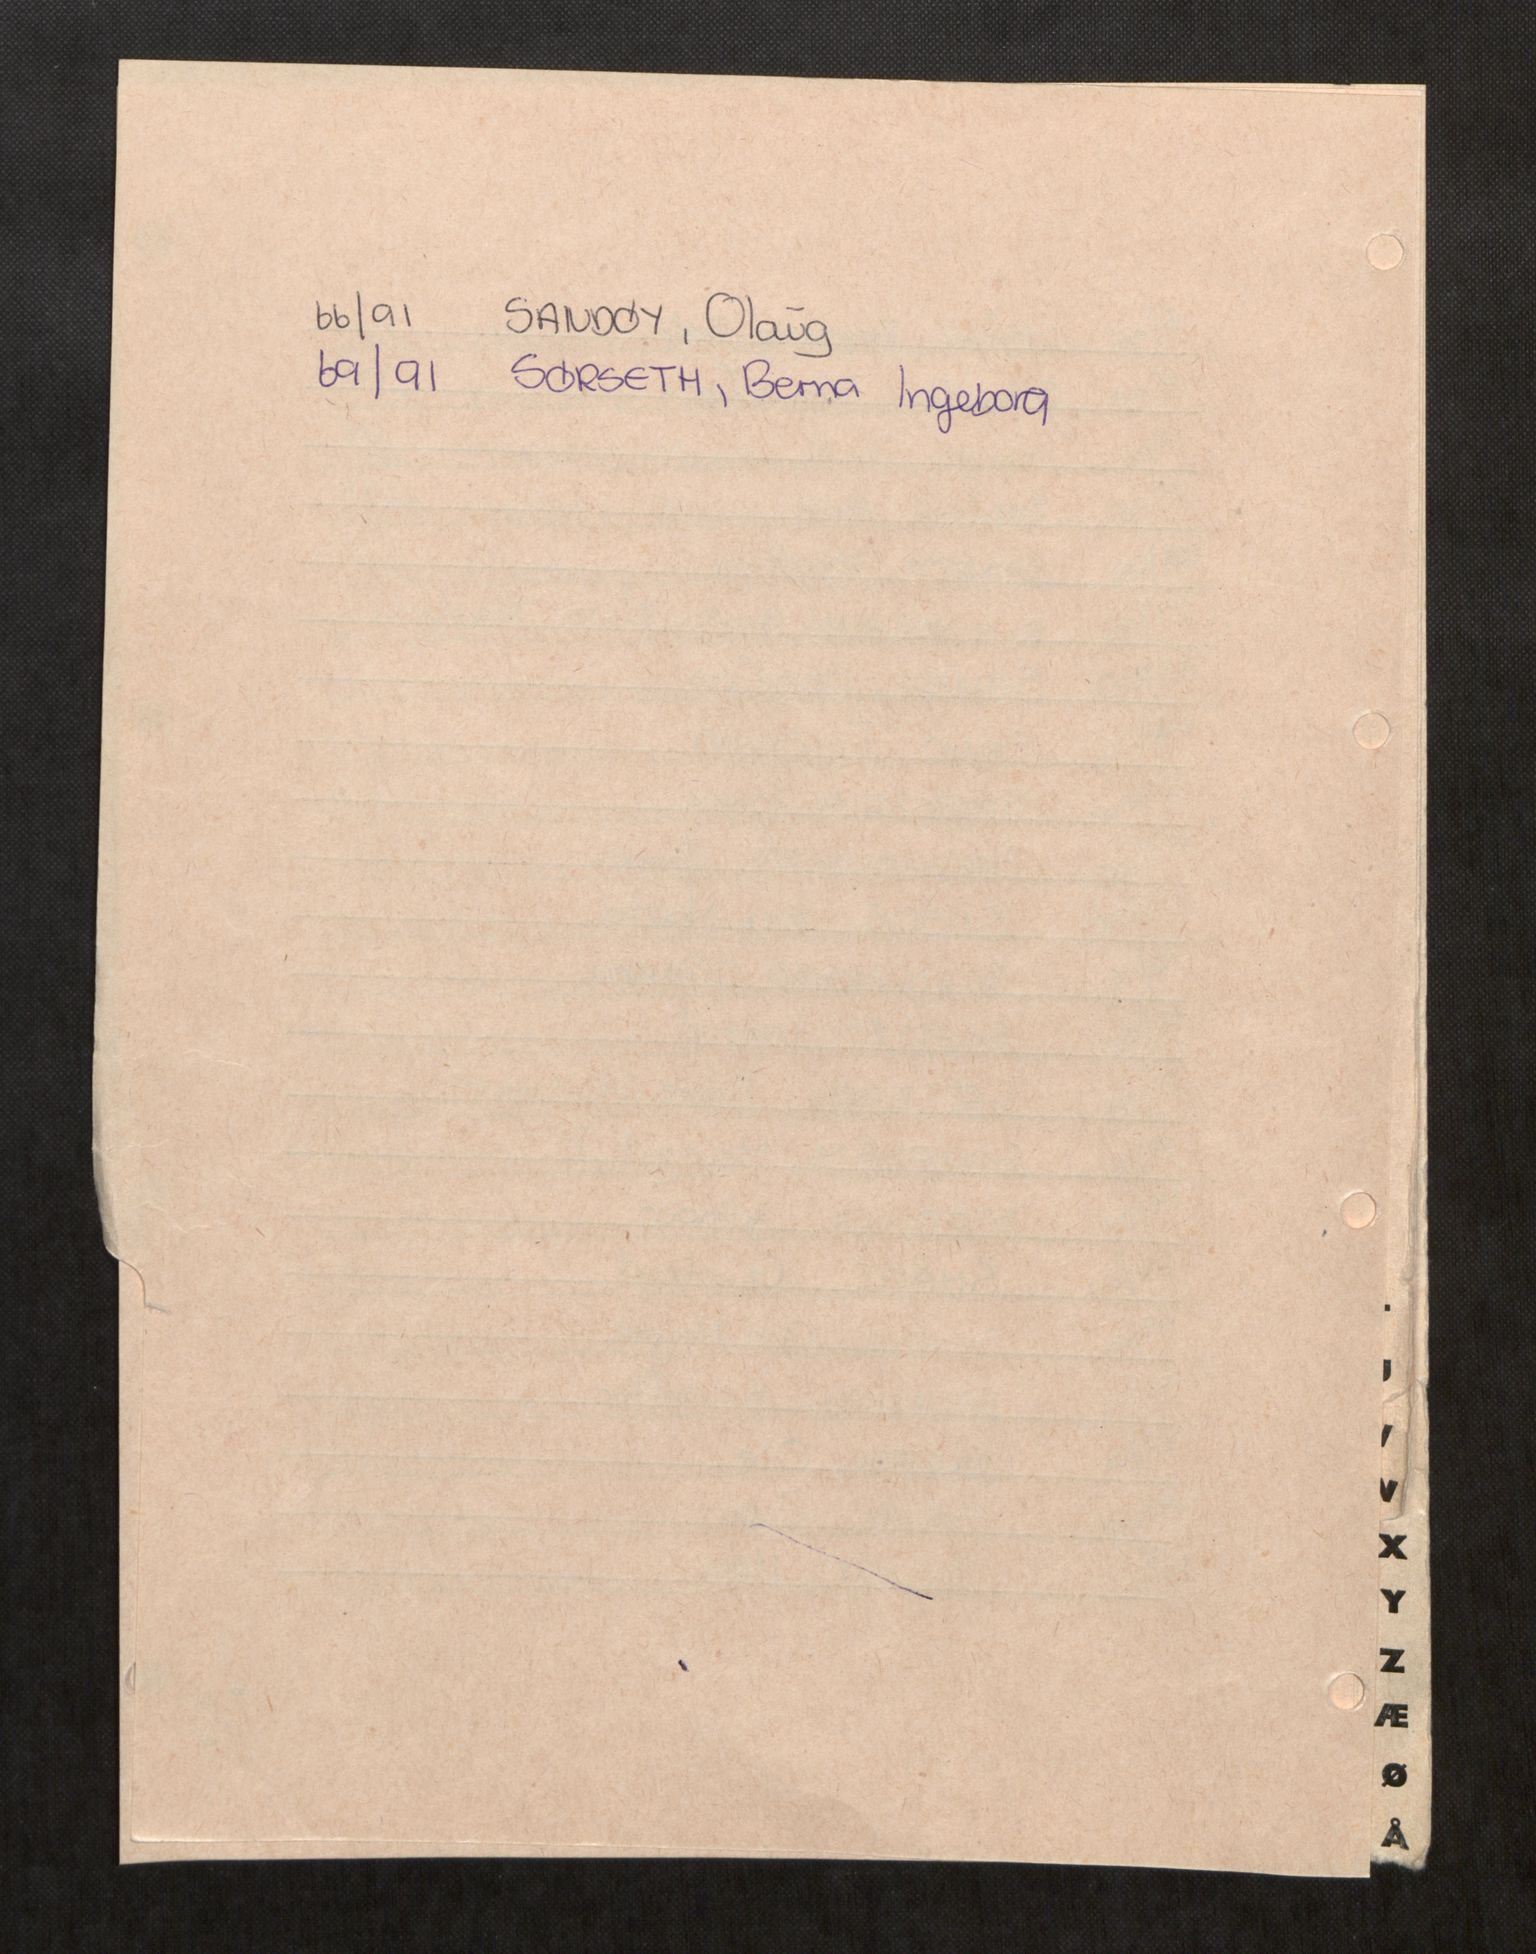 66/91 SANDØY, Olaug
69/91 SØRSETH, Berna Ingeborg
V
W
X
Y
Z
Æ
Ø
Å